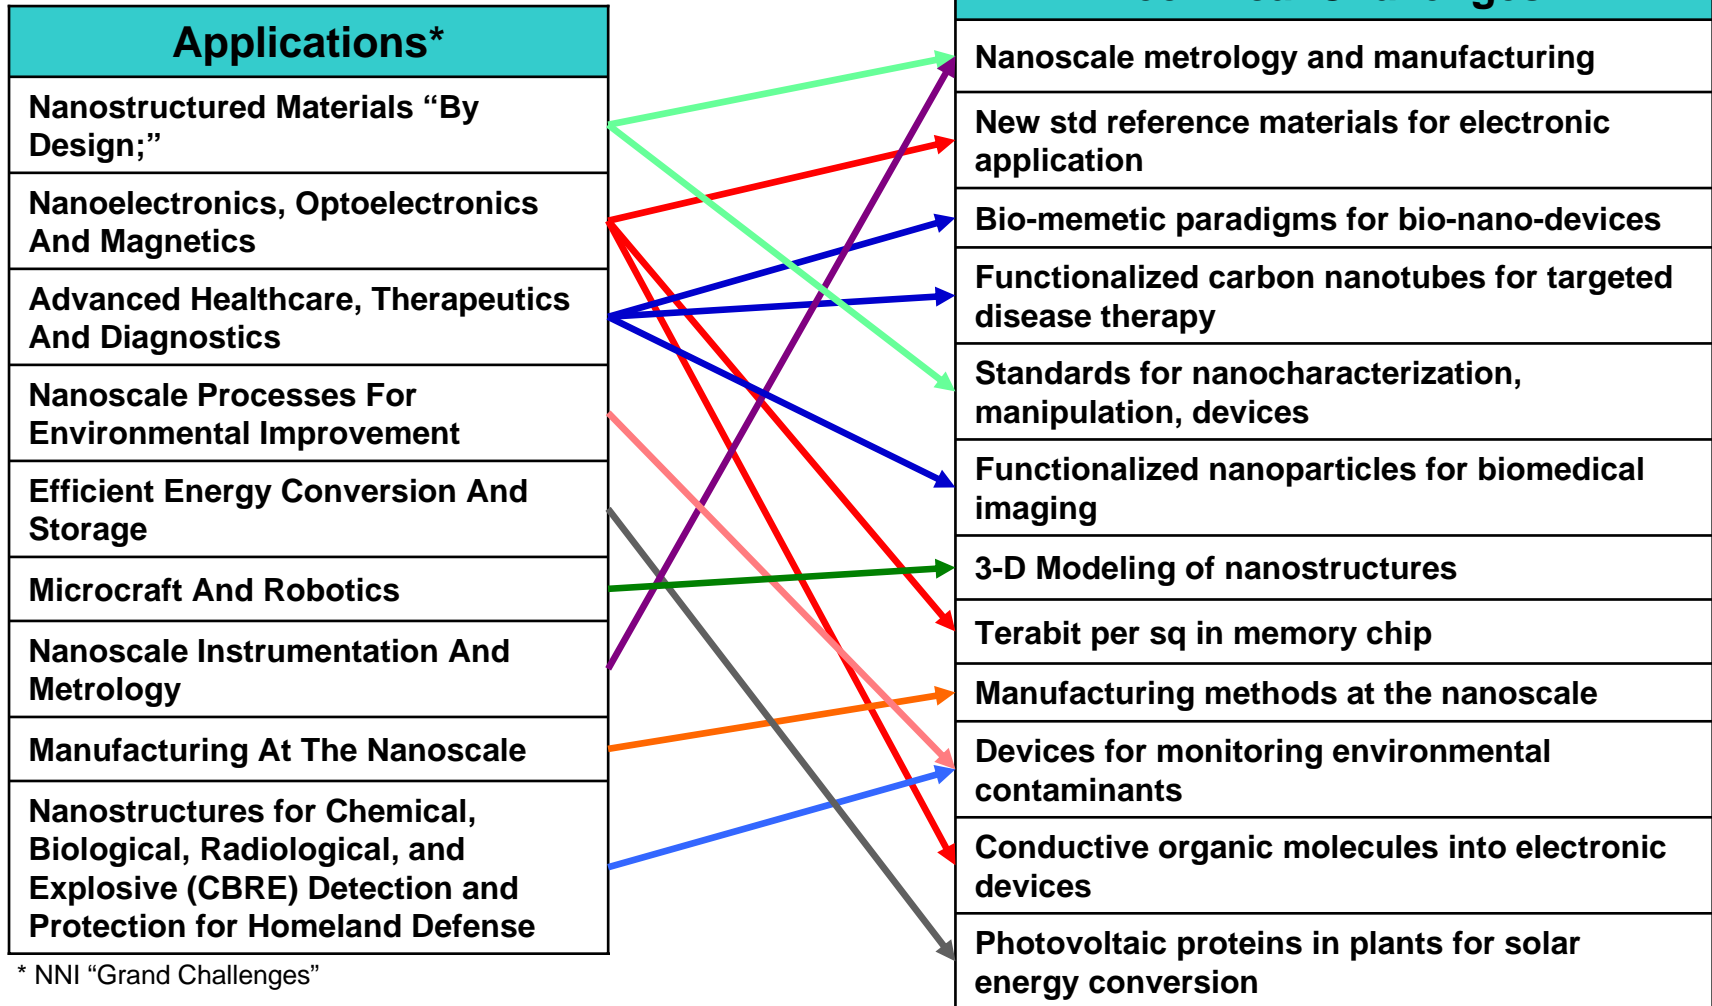 Applications*
Nanostructured Materials “By
Design;”
Nanoelectronics, Optoelectronics
And Magnetics
Advanced Healthcare, Therapeutics
And Diagnostics
Nanoscale Processes For
Environmental Improvement
Efficient Energy Conversion And
Storage
Microcraft And Robotics
Nanoscale Instrumentation And
Metrology
Manufacturing At The Nanoscale
Nanostructures for Chemical,
Biological, Radiological, and
Explosive (CBRE) Detection and
Protection for Homeland Defense
* NNI “Grand Challenges”
Nanoscale metrology and manufacturing
New std reference materials for electronic
application
Bio-memetic paradigms for bio-nano-devices
Functionalized carbon nanotubes for targeted
disease therapy
Standards for nanocharacterization,
manipulation, devices
Functionalized nanoparticles for biomedical
imaging
3-D Modeling of nanostructures
Terabit per sq in memory chip
Manufacturing methods at the nanoscale
Devices for monitoring environmental
contaminants
Conductive organic molecules into electronic
devices
Photovoltaic proteins in plants for solar
energy conversion